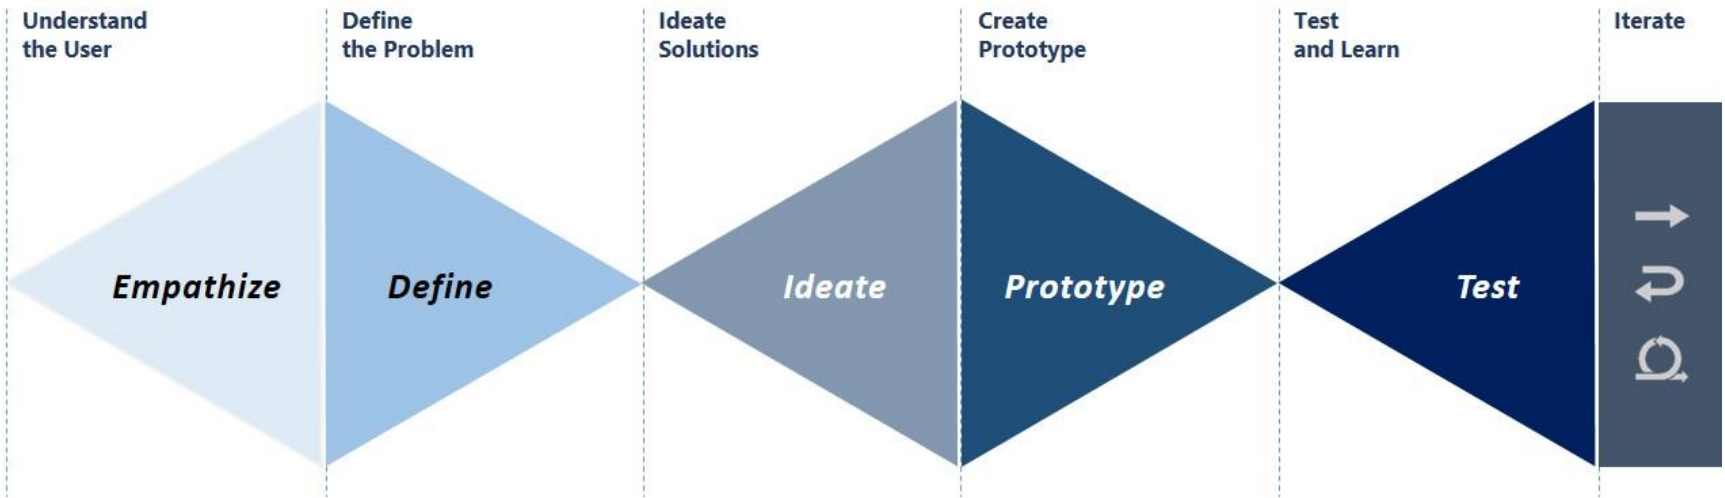 Understand
the User
Define
the Problem
Ideate
Solutions
Create
Prototype
Test
and Learn
Iterate
Empathize
Define
Ideate
Prototype
Test